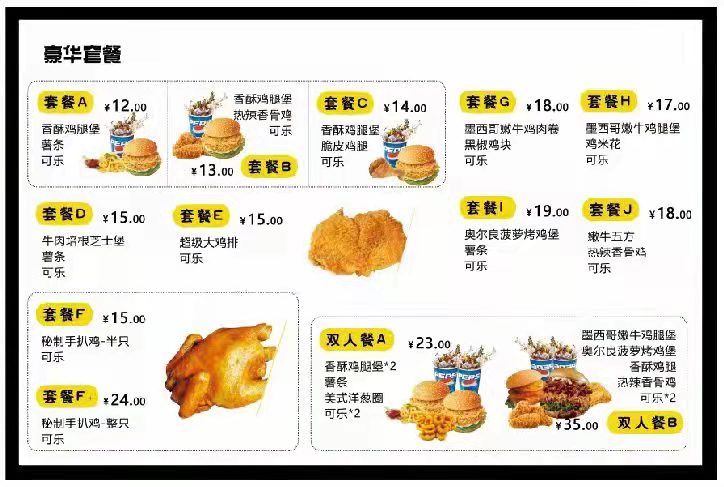 豪华套餐
套餐A ¥12.00
香酥鸡腿堡
薯条
可乐
香酥鸡腿堡
热辣香骨鸡
可乐
¥13.00 套餐B
套餐C ¥14.00
香酥鸡腿堡
脆皮鸡腿
可乐
套餐G ¥18.00
墨西哥嫩牛鸡肉卷
黑椒鸡块
可乐
套餐H ¥17.00
墨西哥嫩牛鸡腿堡
鸡米花
可乐
套餐D ¥15.00
牛肉培根芝士堡
薯条
可乐
套餐E ¥15.00
超级大鸡排
可乐
套餐I ¥19.00
奥尔良菠萝烤鸡堡
薯条
可乐
套餐J ¥18.00
嫩牛五方
热辣香骨鸡
可乐
套餐F ¥15.00
秘制手扒鸡-半只
可乐
套餐F ¥24.00
秘制手扒鸡-整只
可乐
双人餐A ¥23.00
香酥鸡腿堡*2
薯条
美式洋葱圈
可乐*2
墨西哥嫩牛鸡腿堡
奥尔良菠萝烤鸡堡
香酥鸡腿
热辣香骨鸡
可乐*2
¥35.00 双人餐B